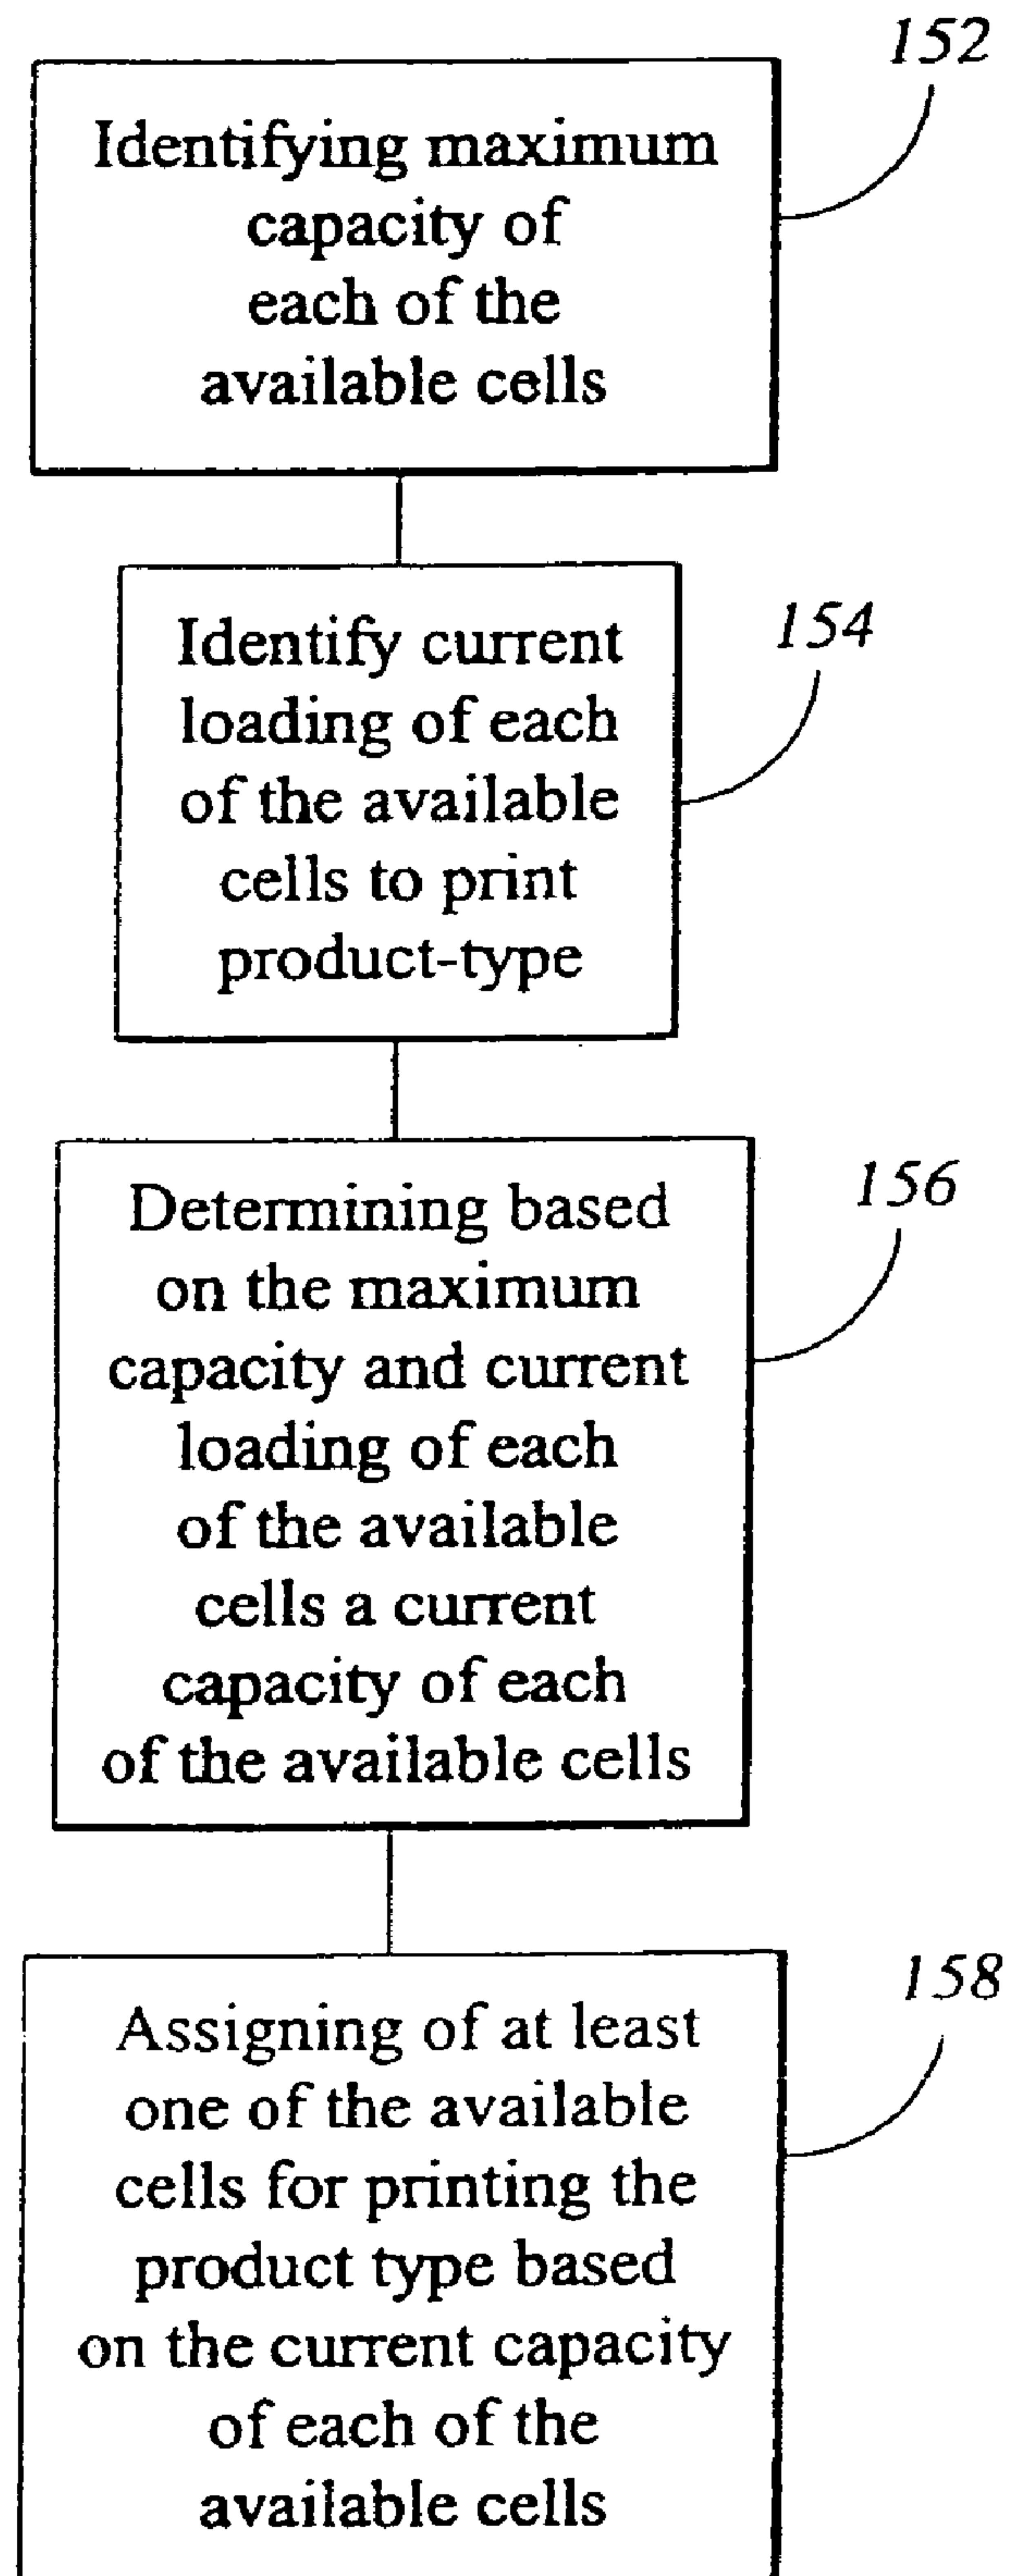 152
Identifying maximum
capacity of
each of the
available cells
154
Identify current
loading of each
of the available
cells to print
product-type
156
Determining based
on the maximum
capacity and current
loading of each
of the available
cells a current
capacity of each
of the available cells
158
Assigning of at least
one of the available
cells for printing the
product type based
on the current capacity
of each of the
available cells